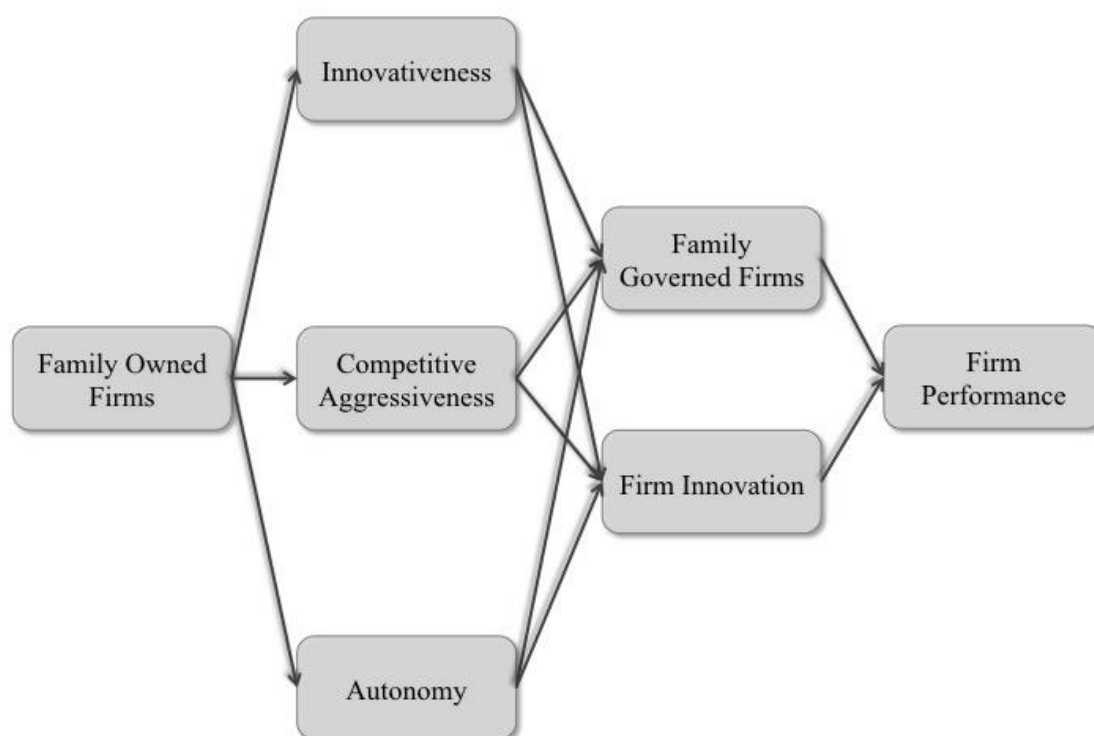 Innovativeness
Family
Governed Firms
Family Owned
Firms
Competitive
Aggressiveness
Firm
Performance
Firm Innovation
Autonomy